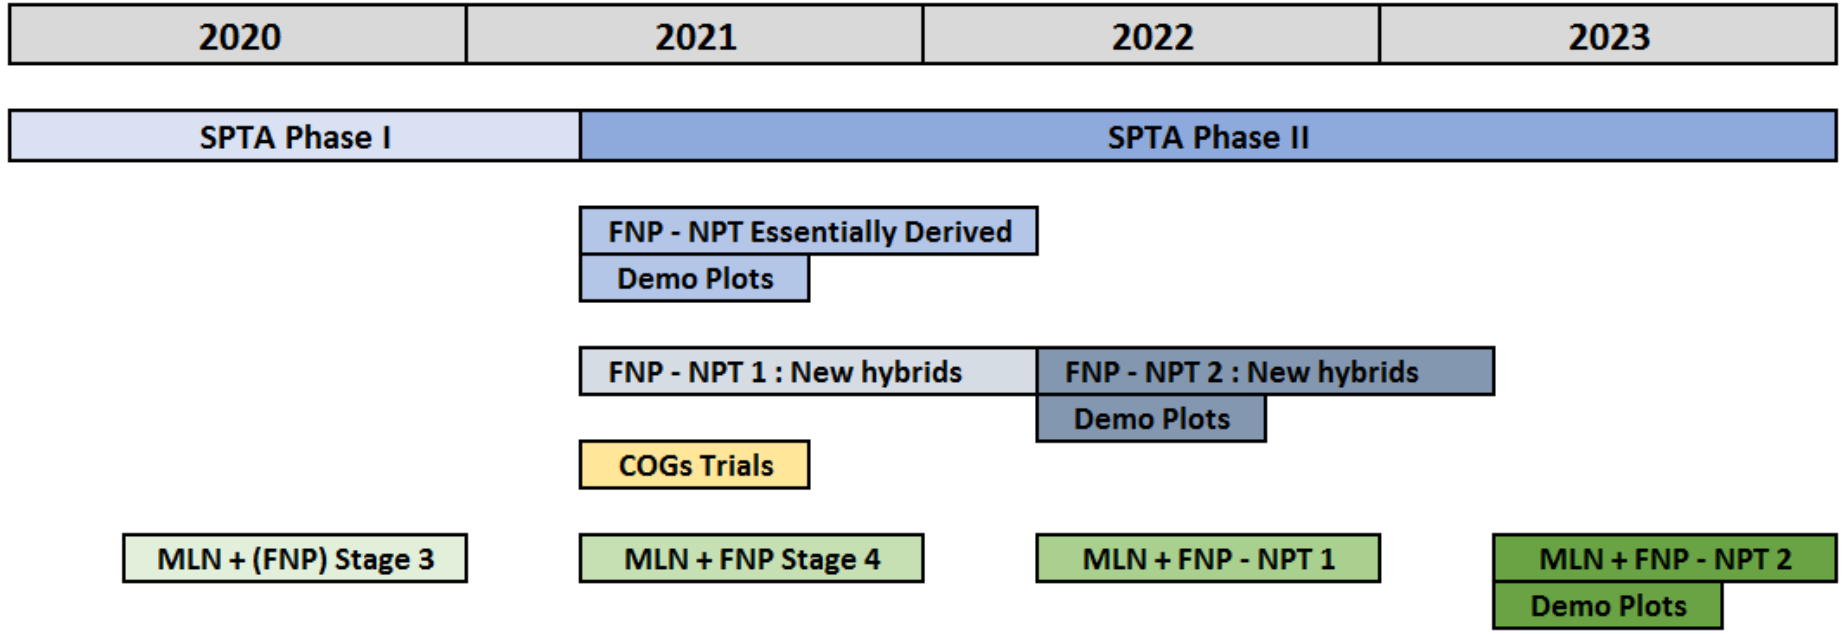 2020
2021
2022
2023
SPTA Phase I
SPTA Phase II
FNP - NPT Essentially Derived
Demo Plots
FNP - NPT 1 : New hybrids
FNP - NPT 2 : New hybrids
Demo Plots
COGs Trials
MLN + (FNP) Stage 3
MLN + FNP Stage 4
MLN + FNP - NPT 1
MLN + FNP - NPT 2
Demo Plots